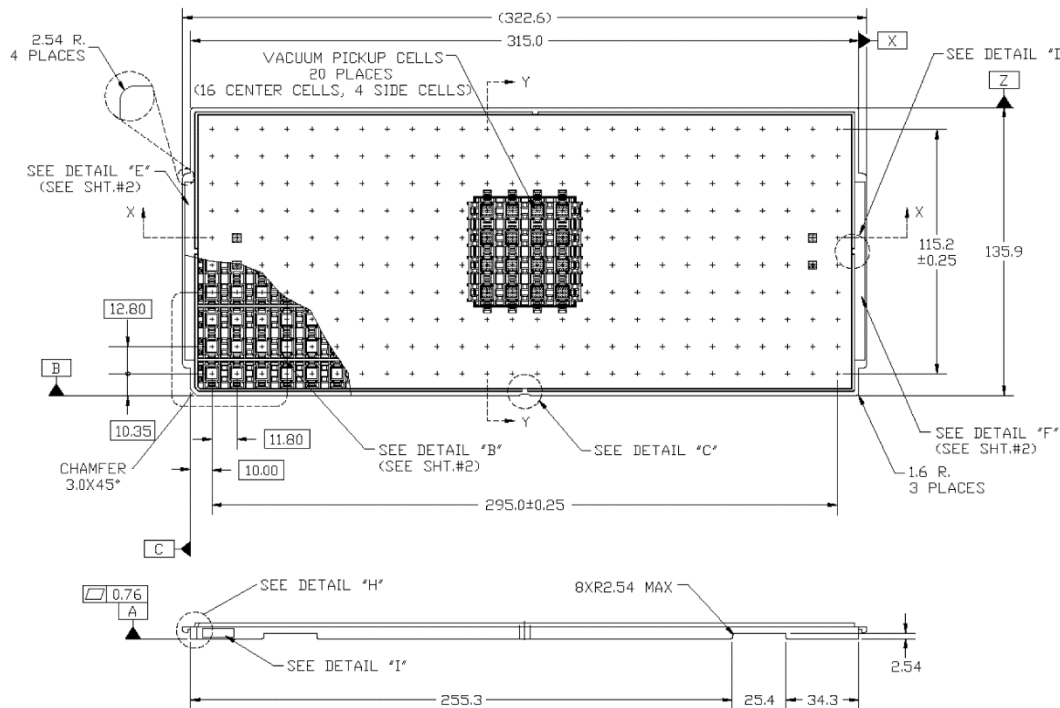 (322.6)
315.0
X
2.54 R.
4 PLACES
VACUUM PICKUP CELLS
20 PLACES
(16 CENTER CELLS, 4 SIDE CELLS)
Y
SEE DETAIL "D
Z
SEE DETAIL "E"
(SEE SHT.#2)
X
X
115.2
±0.25
135.9
12.80
B
10.35
11.80
10.00
CHAMFER
3.0X45°
SEE DETAIL "B"
(SEE SHT.#2)
Y
SEE DETAIL "C"
SEE DETAIL "F"
(SEE SHT.#2)
1.6 R.
3 PLACES
295.0±0.25
C
0.76
A
SEE DETAIL "H"
8XR2.54 MAX
SEE DETAIL "I"
2.54
255.3
25.4
34.3